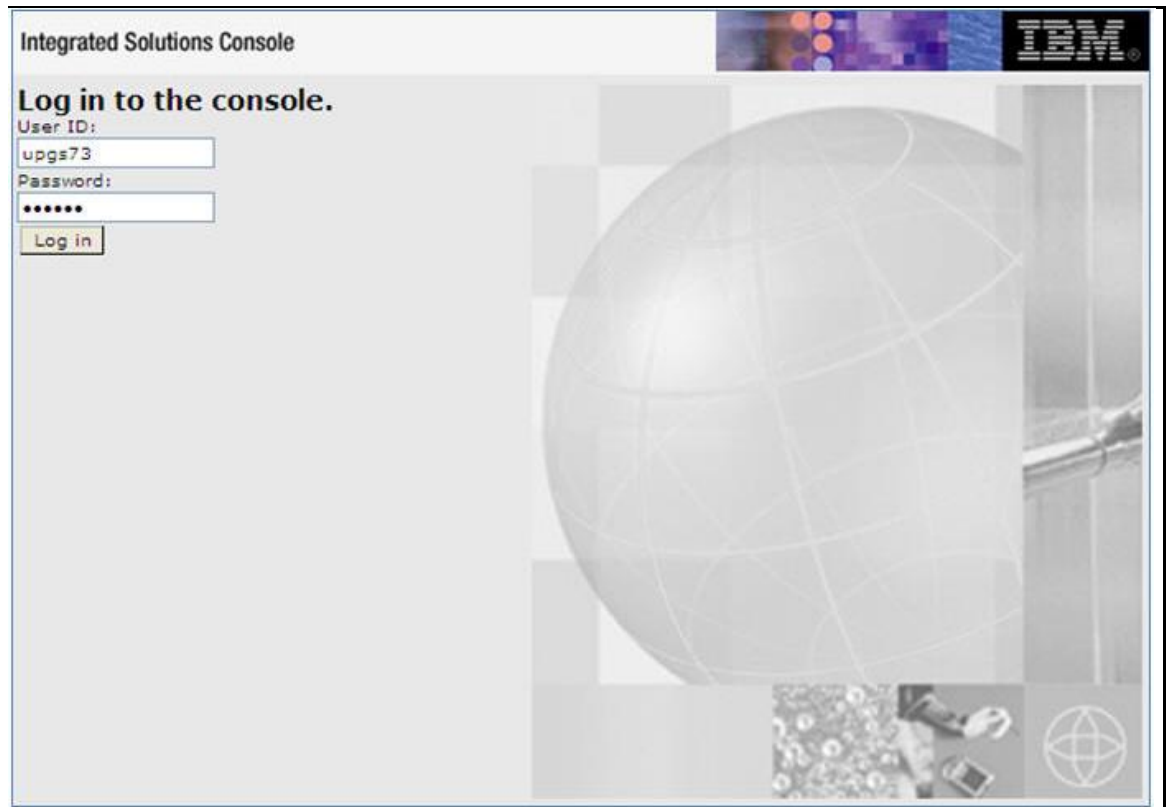 Integrated Solutions Console
IBM®
Log in to the console.
User ID:
upgs73
Password:
••••••
Log in